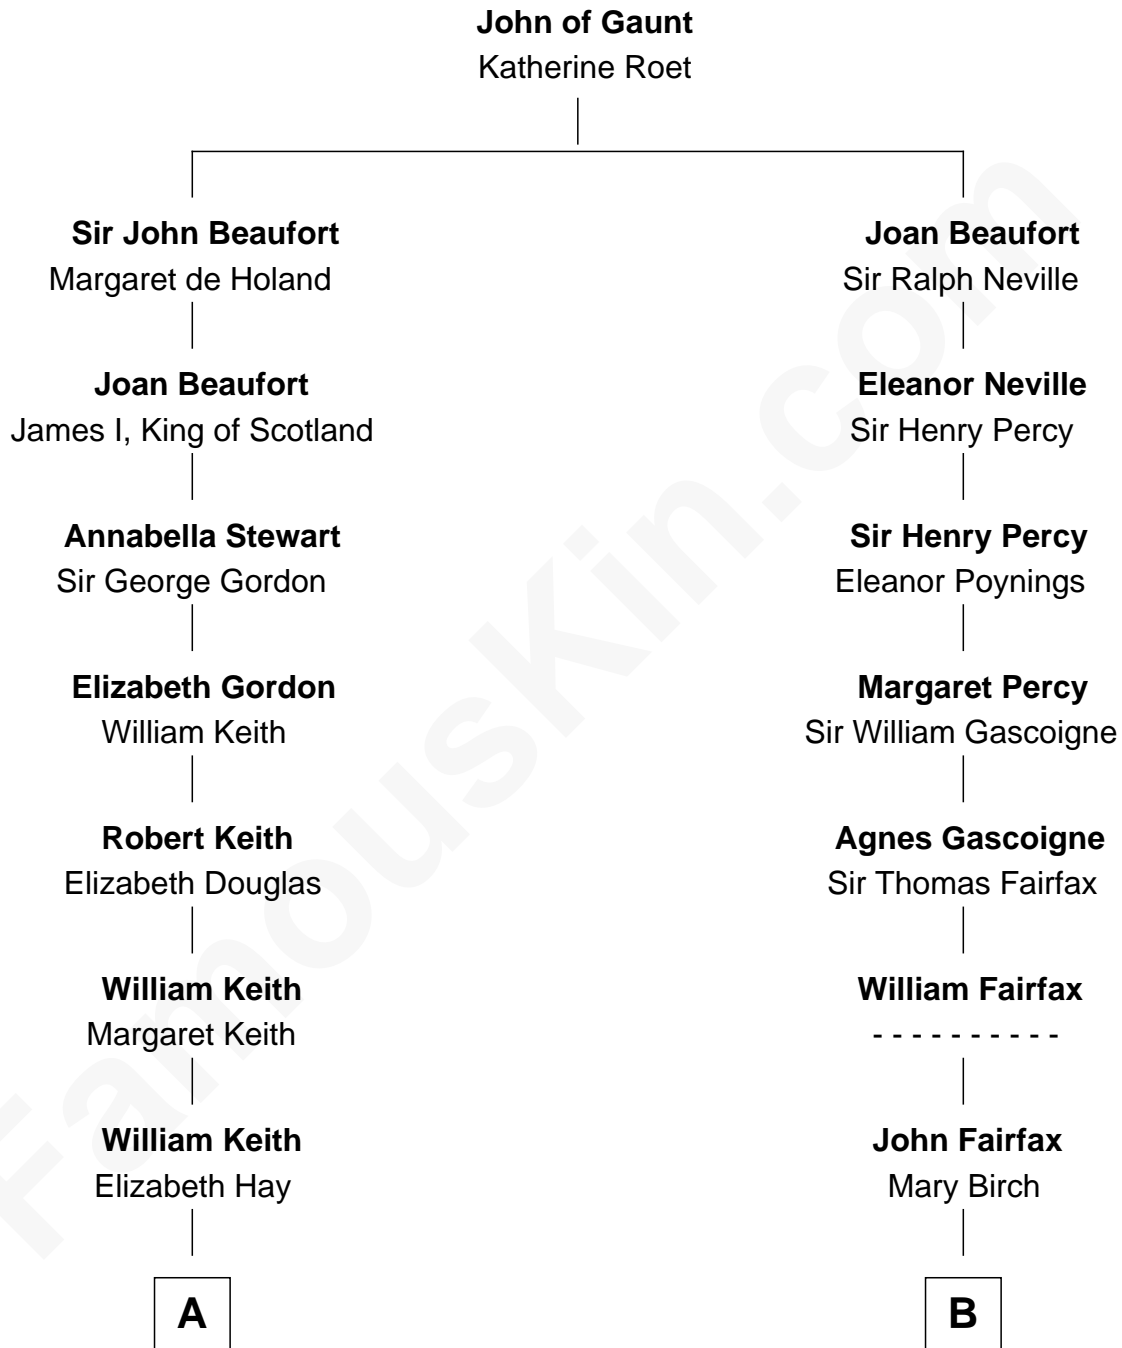 John of Gaunt
Katherine Roet
Sir John Beaufort
Margaret de Holand
Joan Beaufort
James I, King of Scotland
Annabella Stewart
Sir George Gordon
Elizabeth Gordon
William Keith
Robert Keith
Elizabeth Douglas
William Keith
Margaret Keith
William Keith
Elizabeth Hay
A
Joan Beaufort
Sir Ralph Neville
Eleanor Neville
Sir Henry Percy
Sir Henry Percy
Eleanor Poynings
Margaret Percy
Sir William Gascoigne
Agnes Gascoigne
Sir Thomas Fairfax
William Fairfax
- - - - - - - - - -
John Fairfax
Mary Birch
B
FamousKin.com